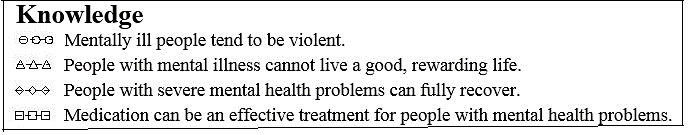 Knowledge
Mentally ill people tend to be violent.
People with mental illness cannot live a good, rewarding life.
People with severe mental health problems can fully recover.
Medication can be an effective treatment for people with mental health problems.